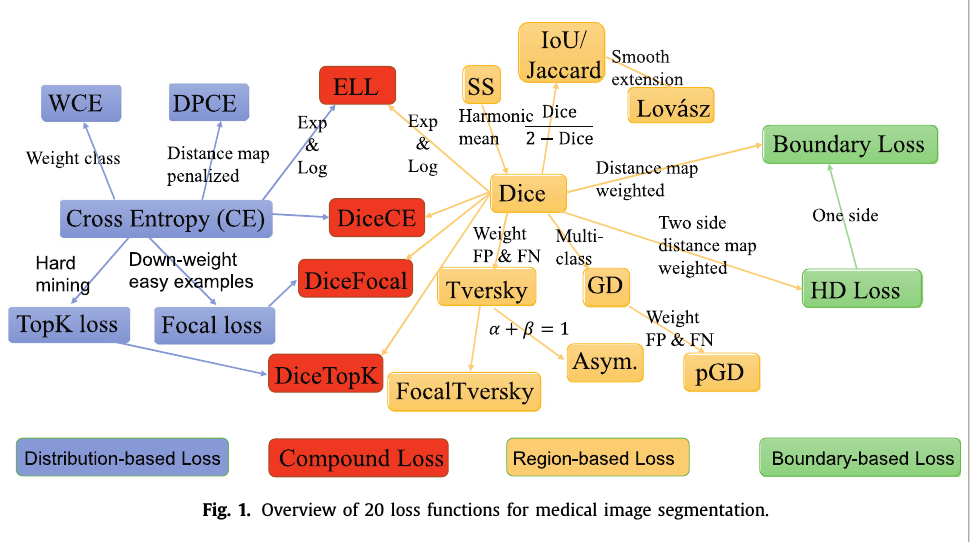 IoU/
Jaccard
Smooth
extension
WCE
DPCE
ELL
SS
Lovász
Harmonic
mean
Dice
2 − Dice
Exp
&
Log
Exp
&
Log
Weight class
Distance map
penalized
Boundary Loss
Distance map
weighted
Cross Entropy (CE)
DiceCE
Dice
One side
Two side
distance map
weighted
Weight
FP & FN
Multi-
class
Hard
mining
Down-weight
easy examples
DiceFocal
Tversky
GD
HD Loss
TopK loss
Focal loss
α + β = 1
Weight
FP & FN
DiceTopK
FocalTversky
Asym.
pGD
Distribution-based Loss
Compound Loss
Region-based Loss
Boundary-based Loss
Fig. 1. Overview of 20 loss functions for medical image segmentation.